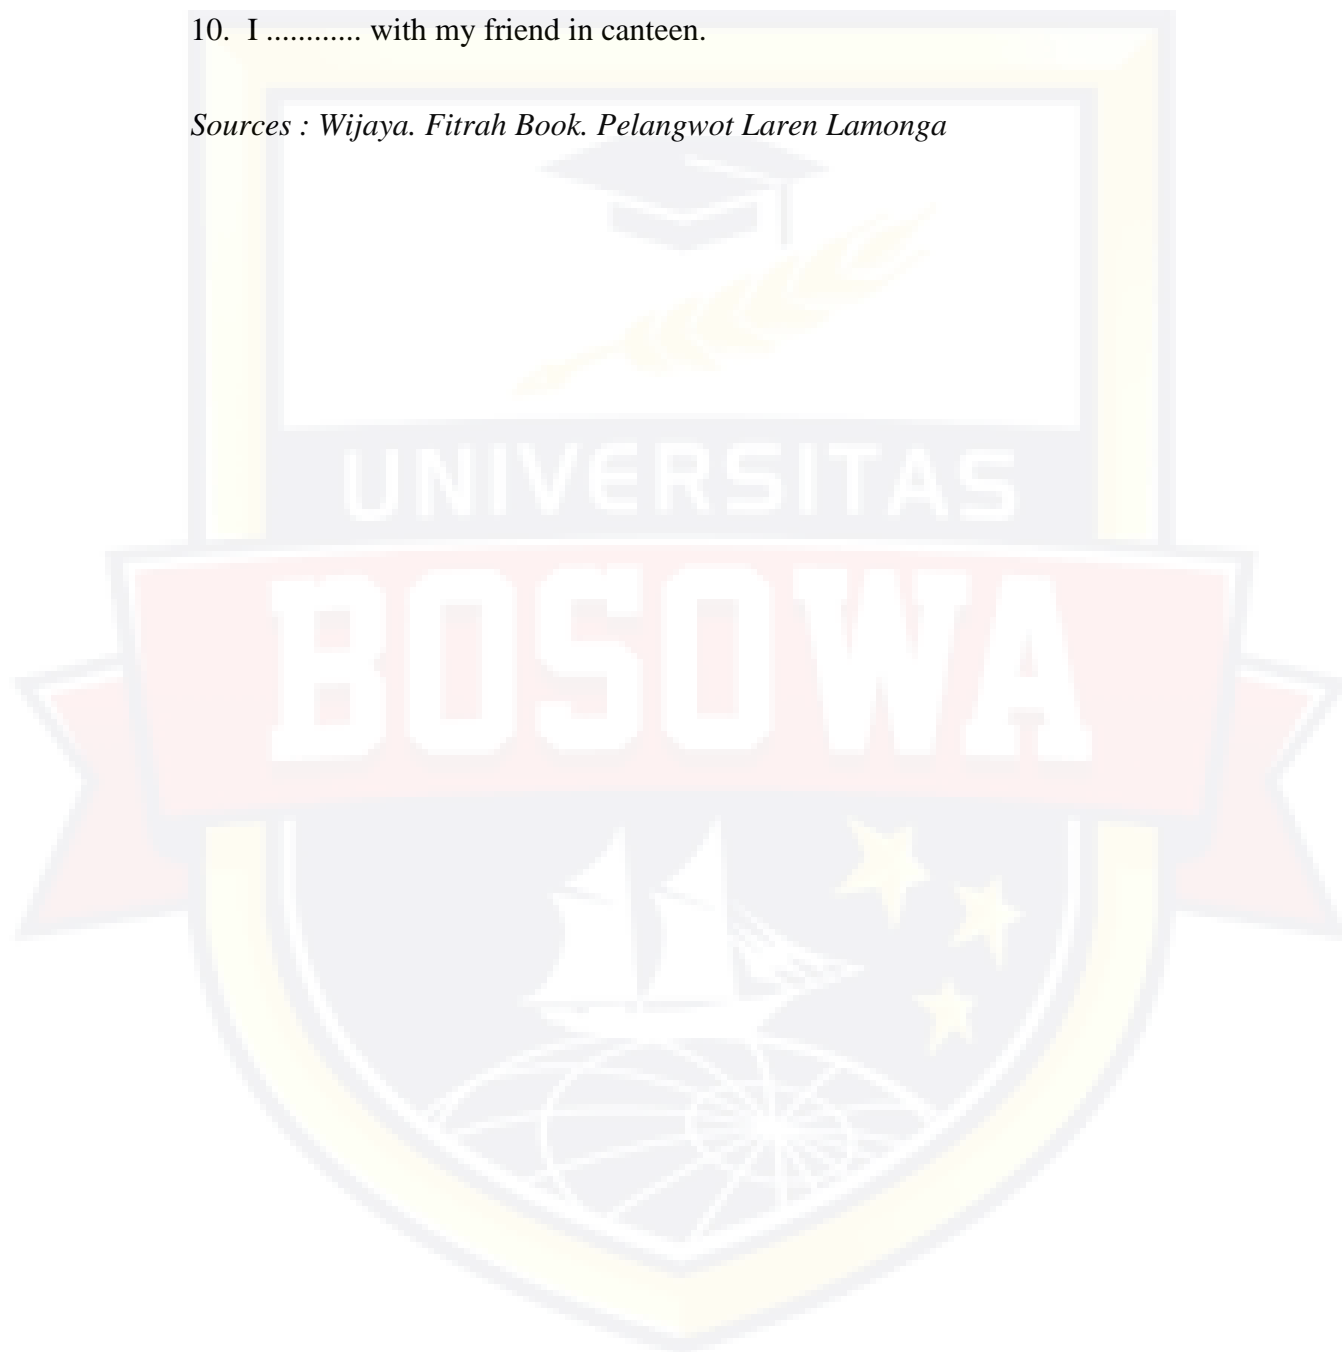 10. I ............ with my friend in canteen.
Sources : Wijaya. Fitrah Book. Pelangwot Laren Lamonga
UNIVERSITAS
BOSOWA